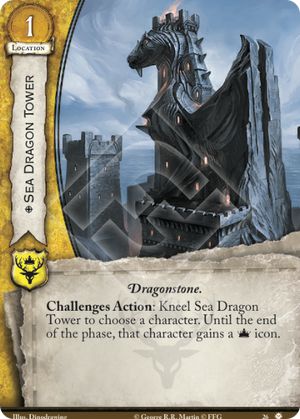 1
LOCATION
SEA DRAGON TOWER
Dragonstone.
Challenges Action: Kneel Sea Dragon
Tower to choose a character. Until the end
of the phase, that character gains a icon.
Illus. Dinodrawing
© George R.R. Martin © FFG
26